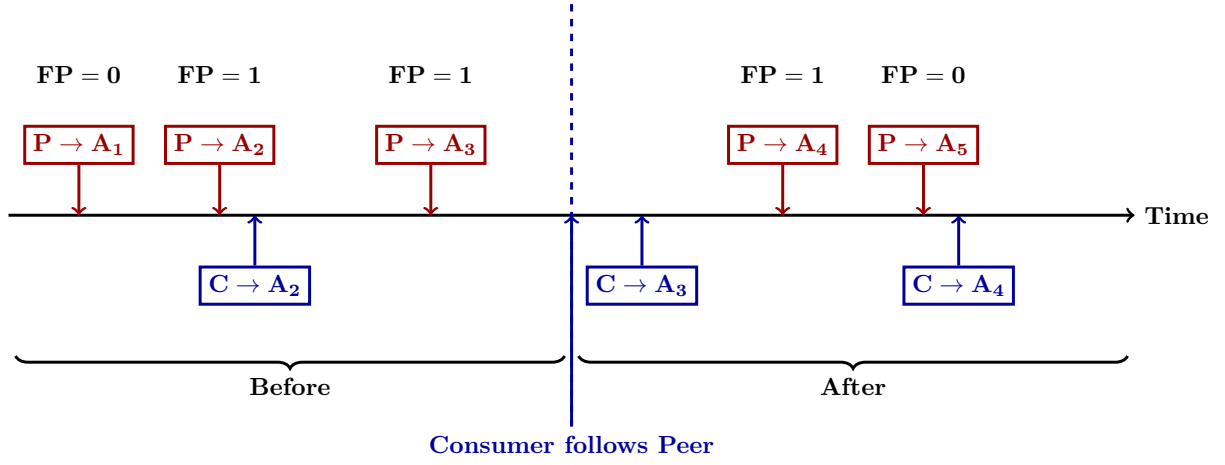 FP = 0
FP = 1
FP = 1
FP = 1
FP = 0
P → A₁
P → A₂
P → A₃
P → A₄
P → A₅
Time
C → A₂
C → A₃
C → A₄
Before
After
Consumer follows Peer